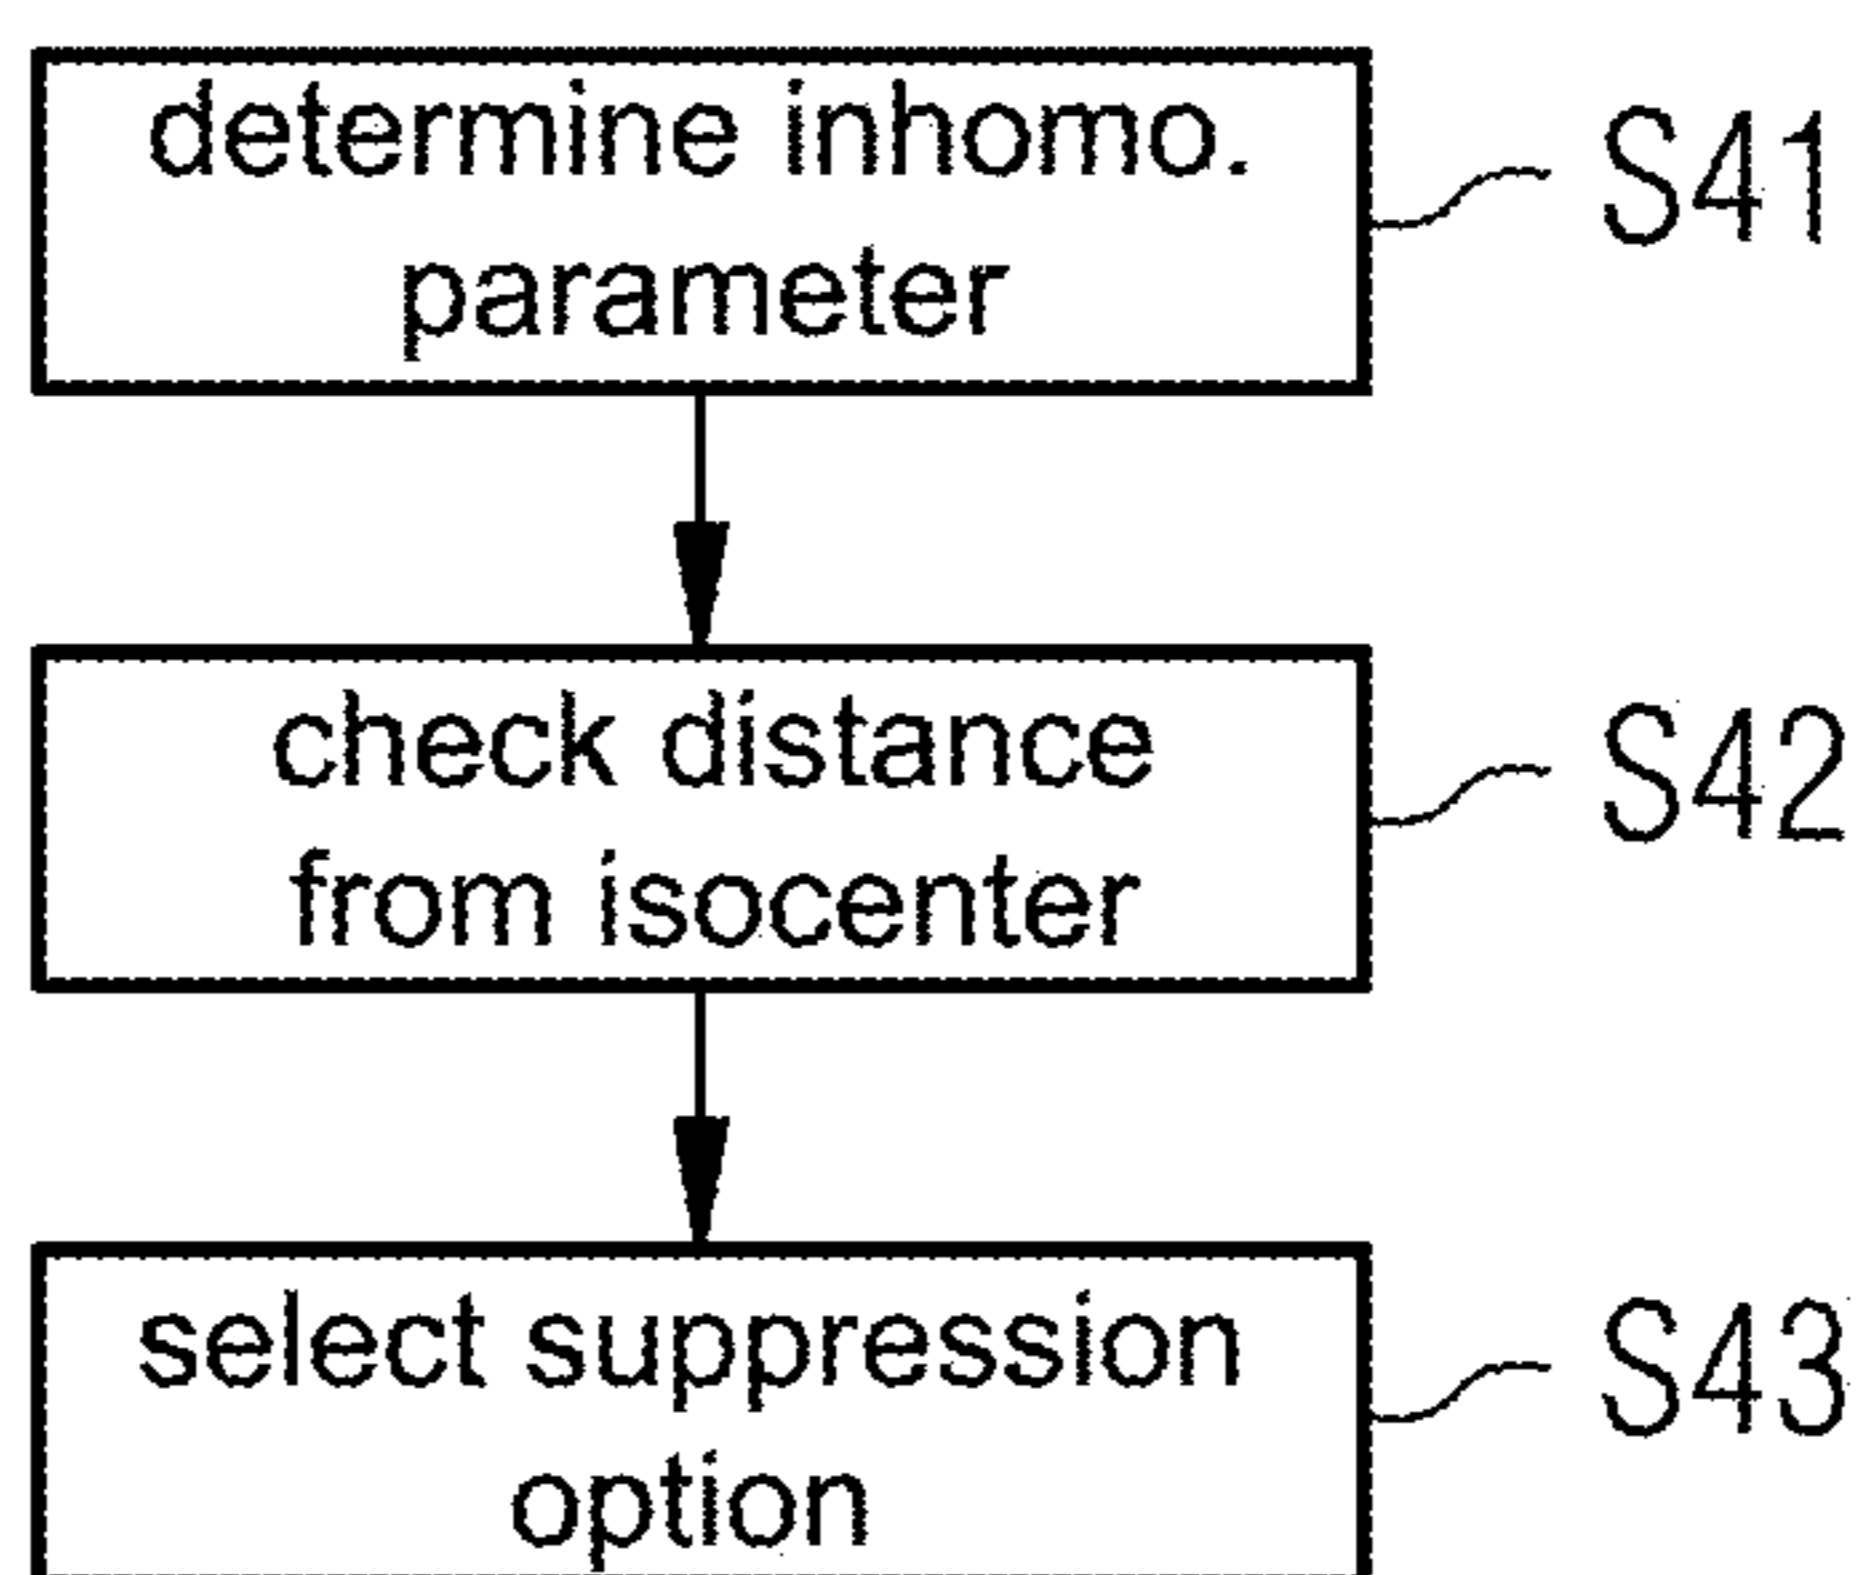 determine inhomo.
parameter
S41
check distance
from isocenter
S42
select suppression
option
S43